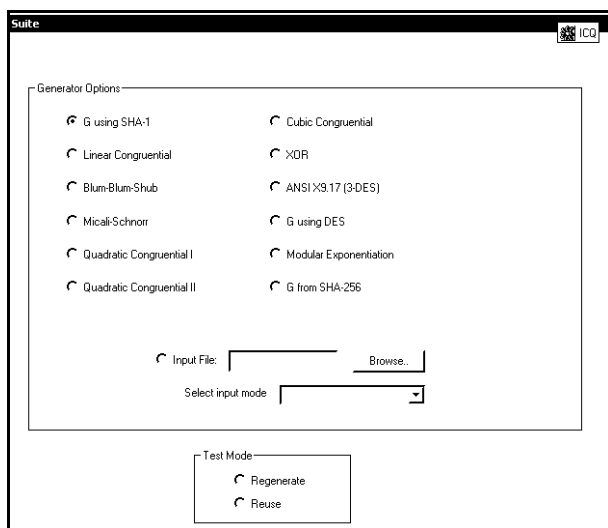 Suite
ICQ
Generator Options
G using SHA-1
Cubic Congruential
Linear Congruential
XOR
Blum-Blum-Shub
ANSI X9.17 (3-DES)
Micali-Schnorr
G using DES
Quadratic Congruential I
Modular Exponentiation
Quadratic Congruential II
G from SHA-256
Input File:
Browse..
Select input mode
Test Mode
Regenerate
Reuse